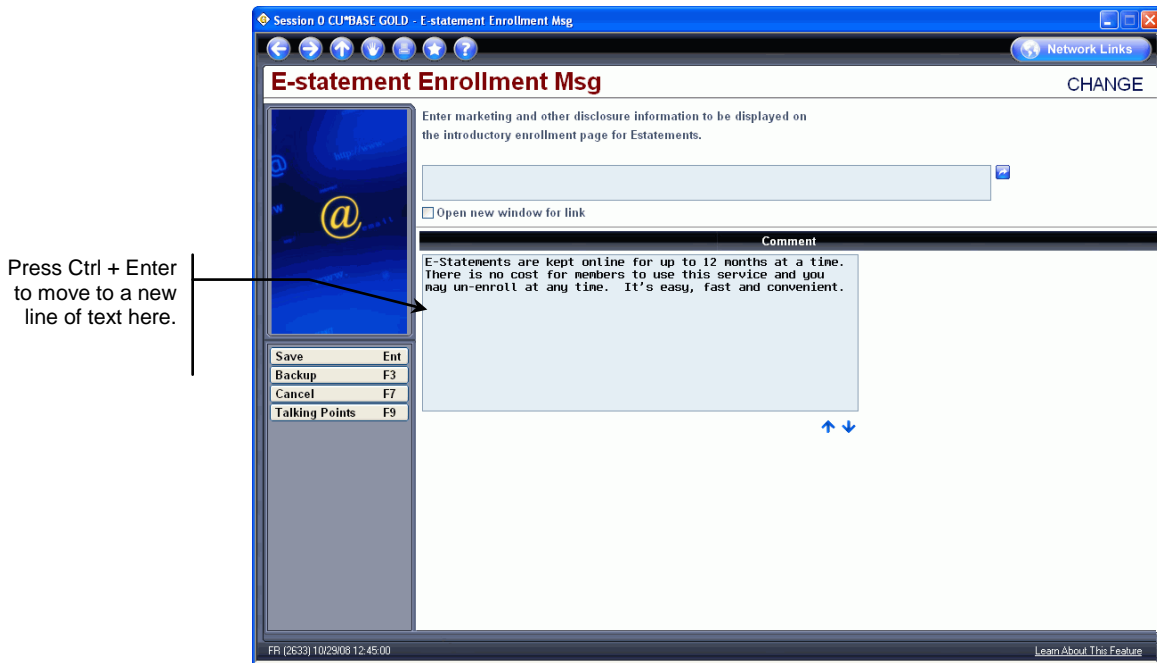 Session 0 CU*BASE GOLD - E-statement Enrollment Msg
Network Links
E-statement Enrollment Msg
CHANGE
Enter marketing and other disclosure information to be displayed on
the introductory enrollment page for Estatements.
Open new window for link
Comment
E-Statements are kept online for up to 12 months at a time.
There is no cost for members to use this service and you
may un-enroll at any time.  It's easy, fast and convenient.
Press Ctrl + Enter
to move to a new
line of text here.
Save Ent
Backup F3
Cancel F7
Talking Points F9
FR (2633) 10/29/08 12:45:00
Learn About This Feature